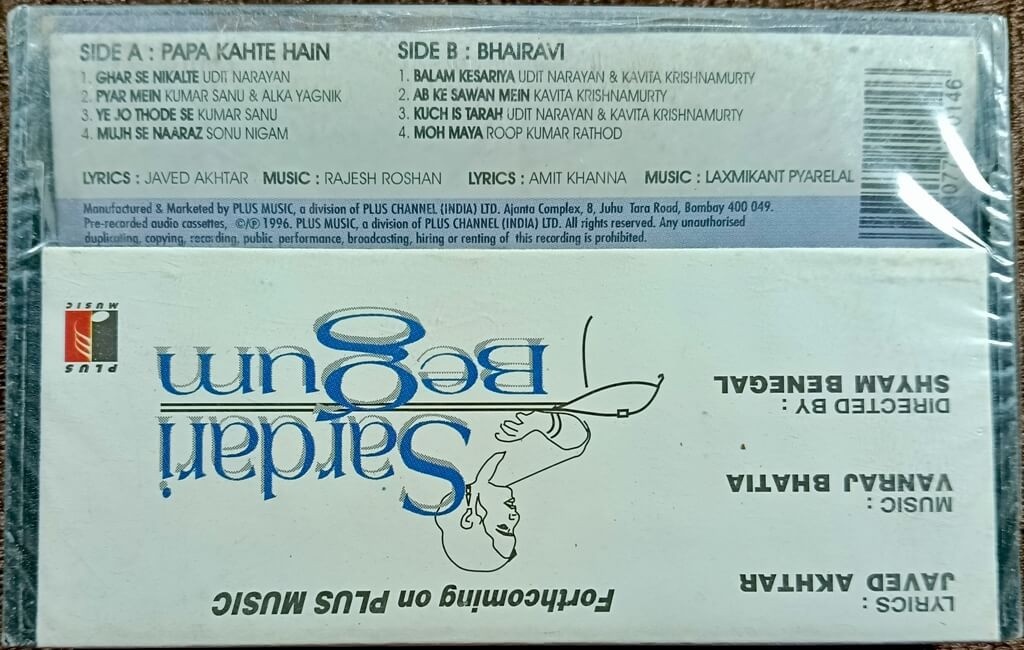 SIDE A : PAPA KAHTE HAIN
1. GHAR SE NIKALTE UDIT NARAYAN
2. PYAR MEIN KUMAR SANU & ALKA YAGNIK
3. YE JO THODE SE KUMAR SANU
4. MUJH SE NAARAZ SONU NIGAM
LYRICS : JAVED AKHTAR MUSIC : RAJESH ROSHAN
SIDE B : BHAIRAVI
1. BALAM KESARIYA UDIT NARAYAN & KAVITA KRISHNAMURTY
2. AB KE SAWAN MEIN KAVITA KRISHNAMURTY
3. KUCH IS TARAH UDIT NARAYAN & KAVITA KRISHNAMURTY
4. MOH MAYA ROOP KUMAR RATHOD
LYRICS : AMIT KHANNA MUSIC : LAXMIKANT PYARELAL
Manufactured & Marketed by PLUS MUSIC, a division of PLUS CHANNEL (INDIA) LTD. Ajanta Complex, 8, Juhu Tara Road, Bombay 400 049.
Pre-recorded audio cassettes, ©/℗ 1996. PLUS MUSIC, a division of PLUS CHANNEL (INDIA) LTD. All rights reserved. Any unauthorised
duplicating, copying, recording, public performance, broadcasting, hiring or renting of this recording is prohibited.
Forthcoming on PLUS MUSIC
Sardari
Begum
LYRICS :
JAVED AKHTAR
MUSIC :
VANRAJ BHATIA
DIRECTED BY :
SHYAM BENEGAL
PLUS
MUSIC